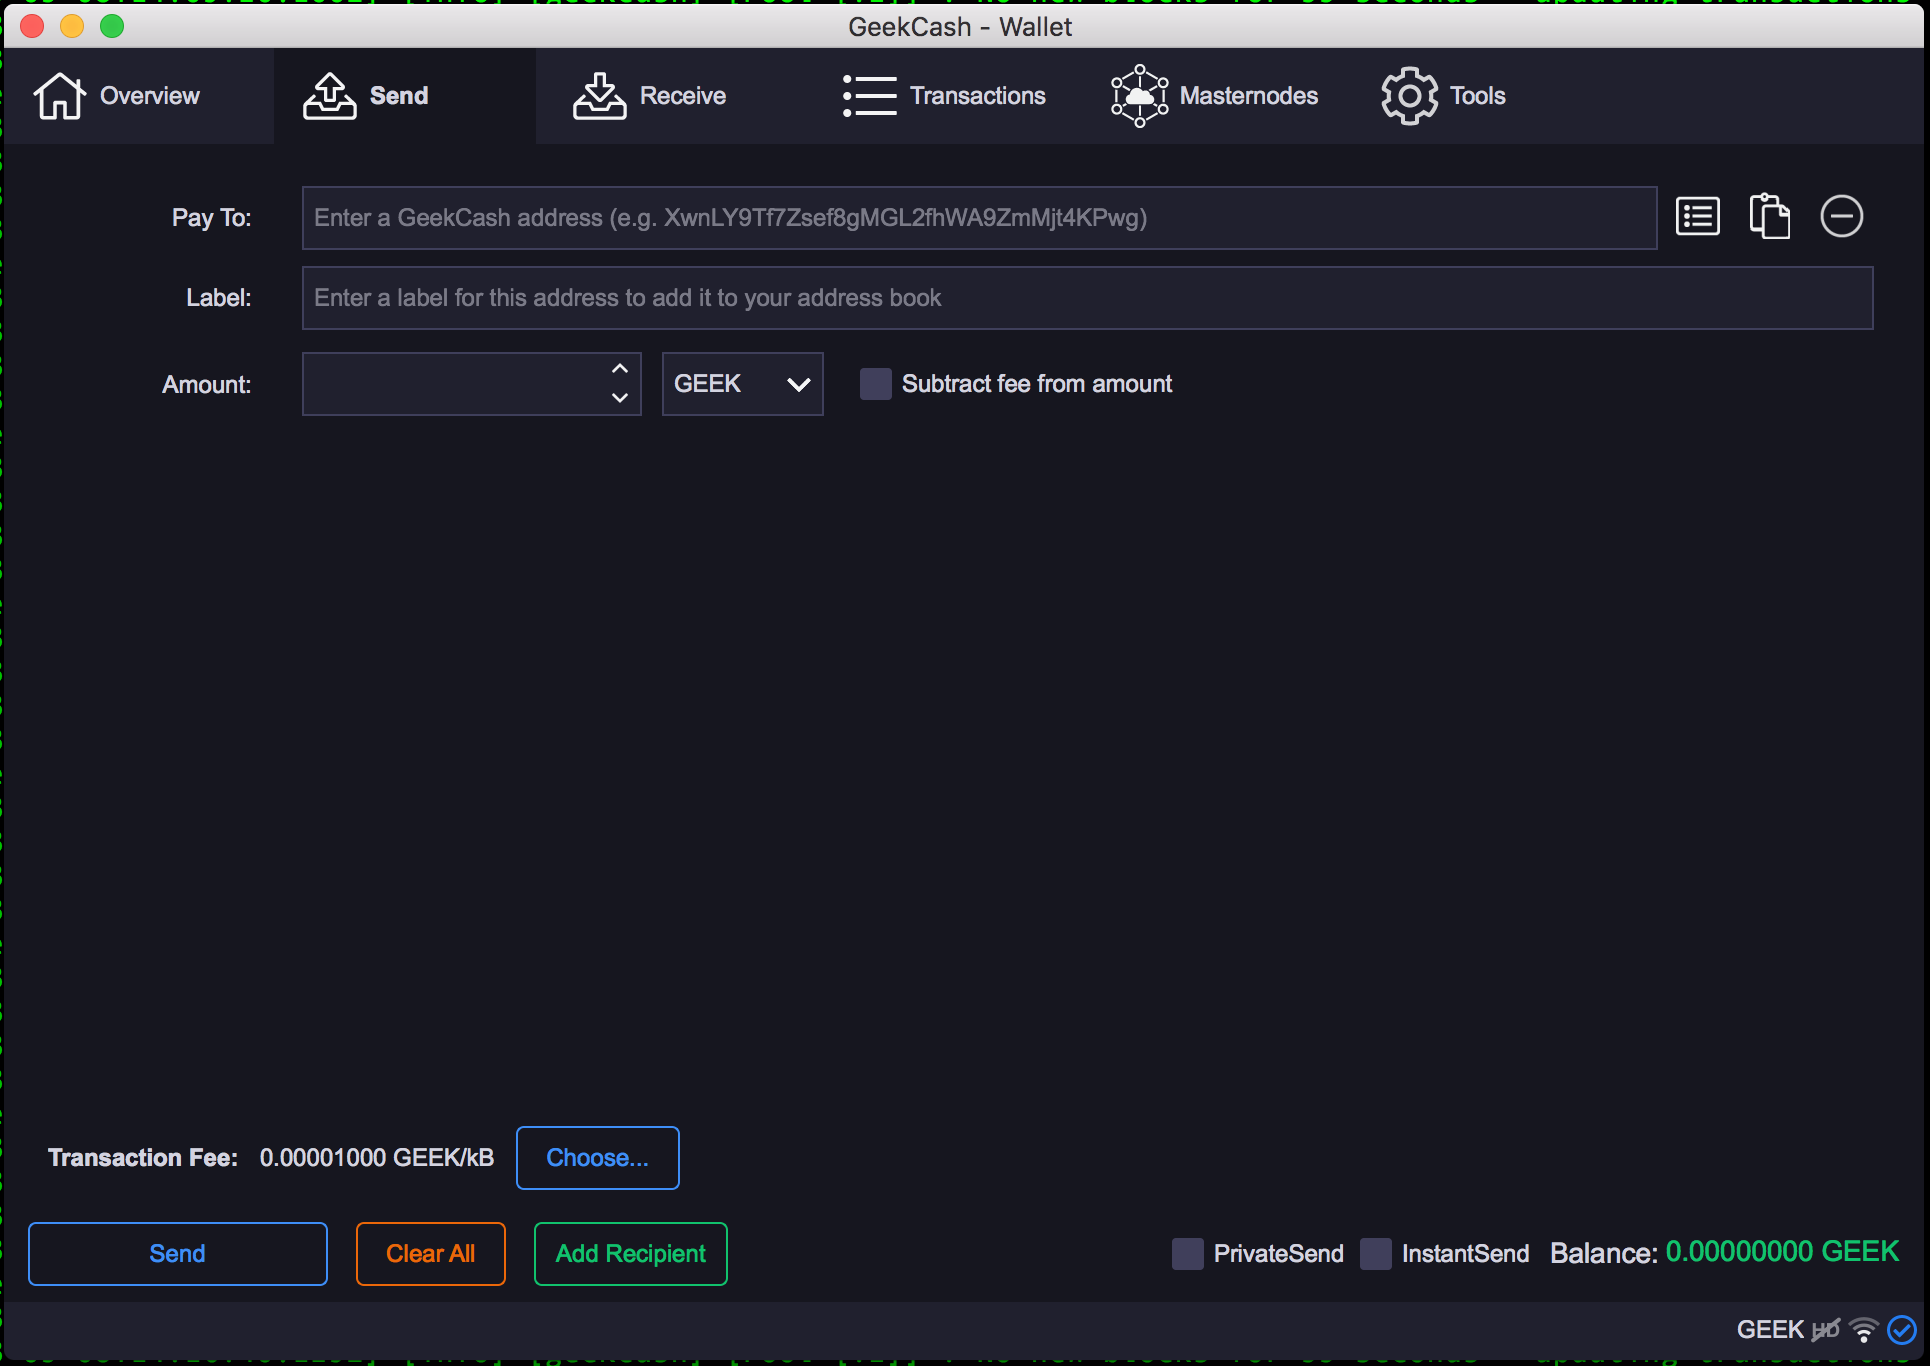 GeekCash - Wallet
Overview
Send
Receive
Transactions
Masternodes
Tools
Pay To:
Enter a GeekCash address (e.g. XwnLY9Tf7Zsef8gMGL2fhWA9ZmMjt4KPwg)
Label:
Enter a label for this address to add it to your address book
Amount:
GEEK
Subtract fee from amount
Transaction Fee: 0.00001000 GEEK/kB Choose...
Send
Clear All
Add Recipient
PrivateSend
InstantSend
Balance: 0.00000000 GEEK
GEEK HD